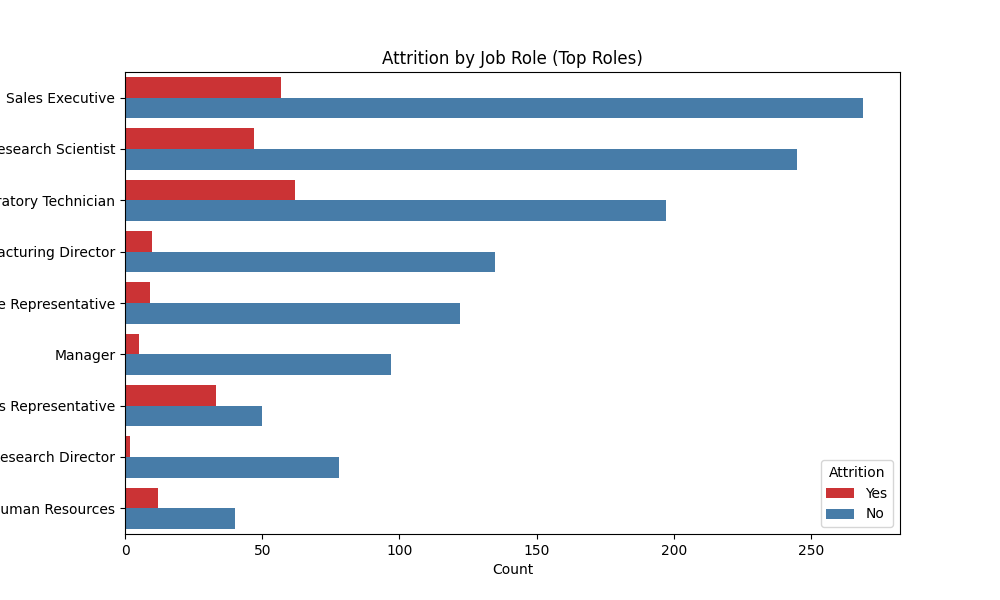 Attrition by Job Role (Top Roles)
Sales Executive
esearch Scientist
ratory Technician
acturing Director
e Representative
Manager
s Representative
esearch Director
uman Resources
0 50 100 150 200 250
Count
Attrition
Yes
No